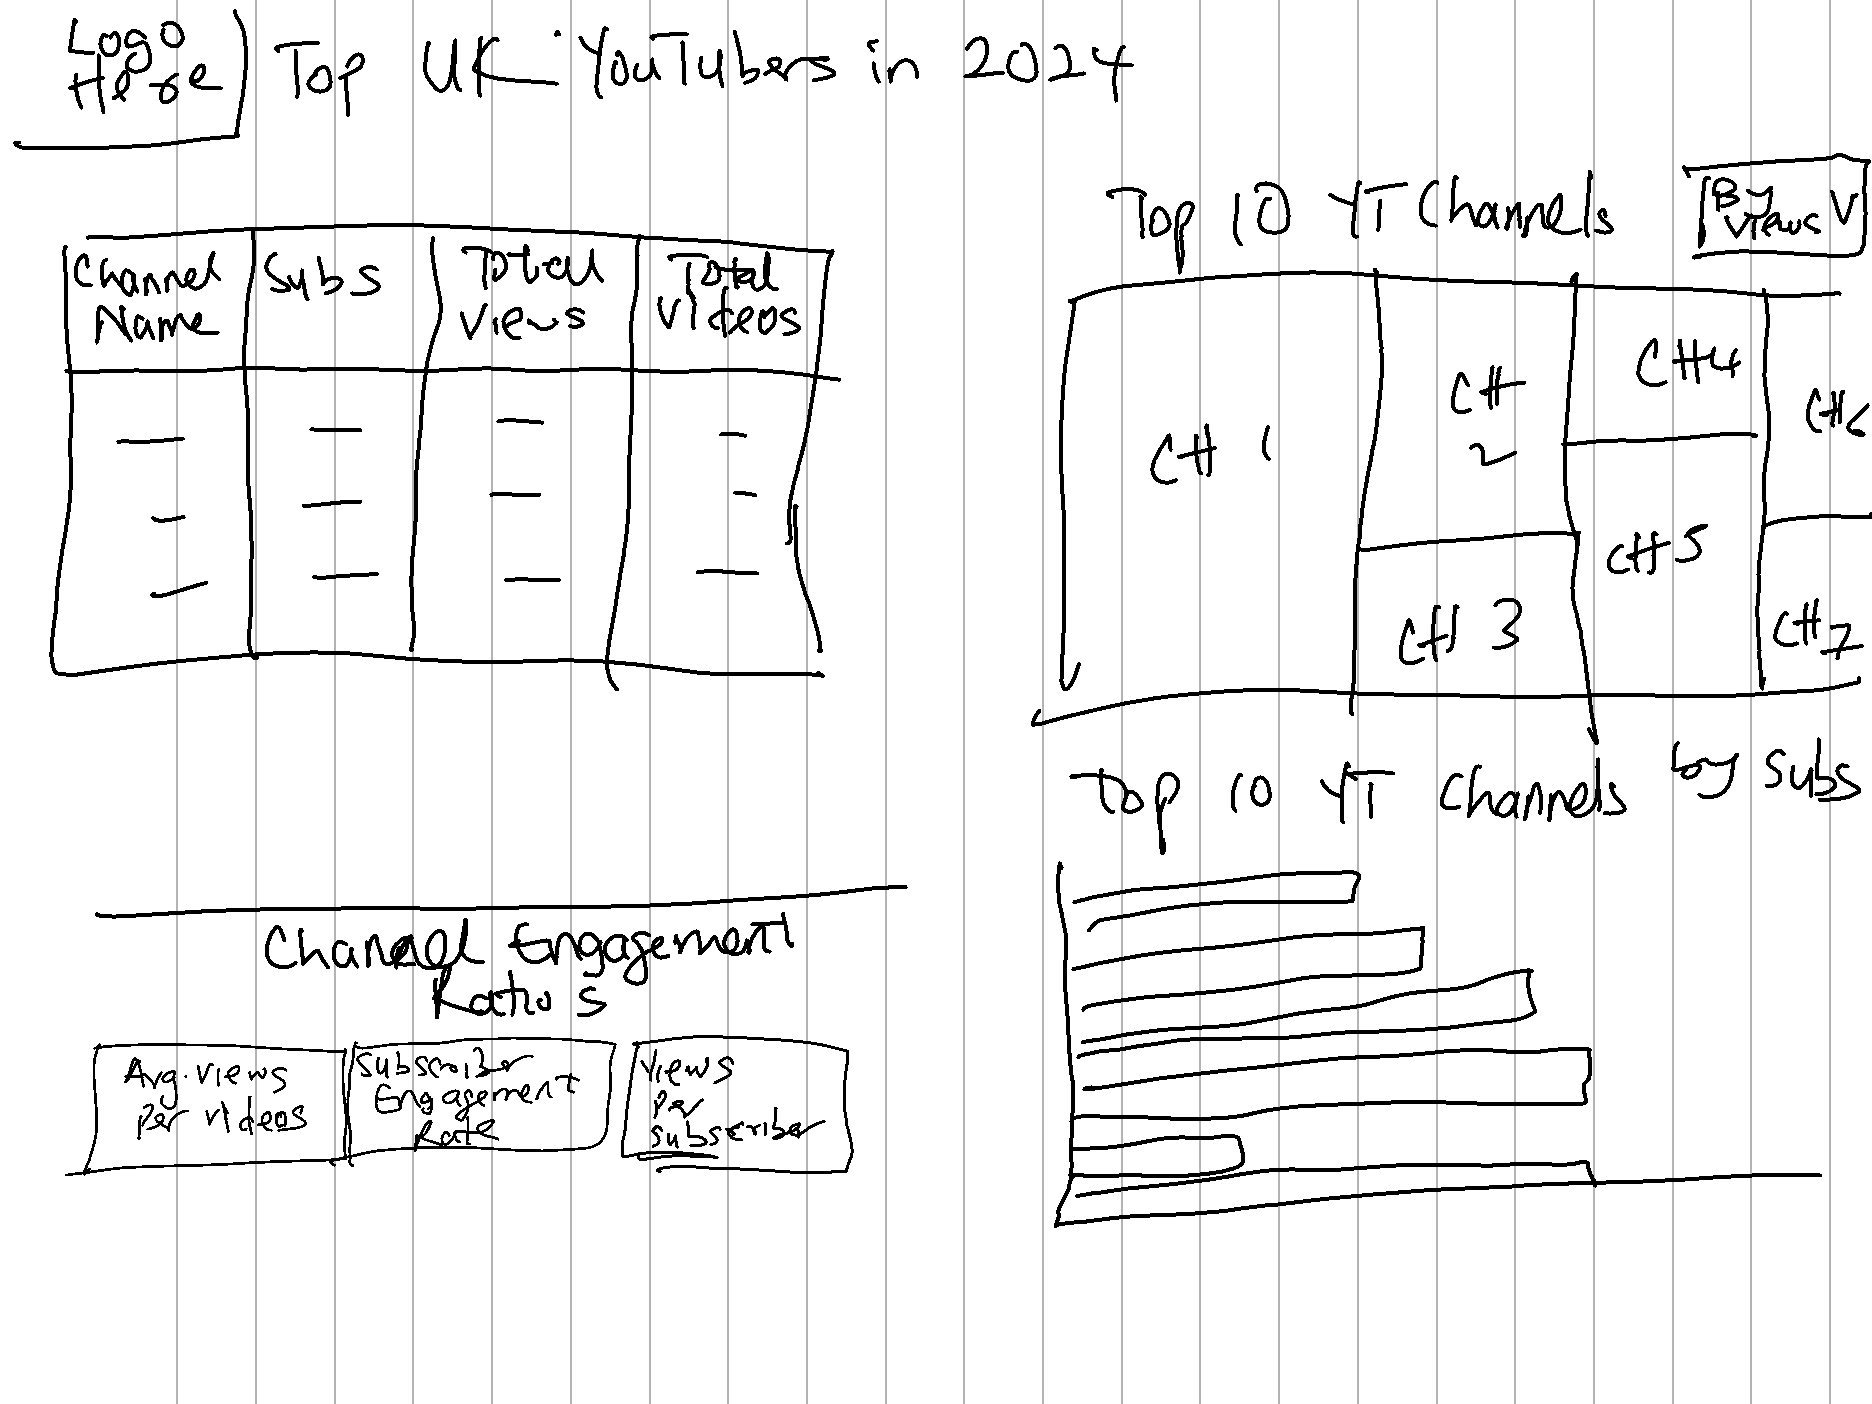 Logo
Here
Top UK YouTubers in 2024
Channel
Name
Subs
Total
Views
Total
Videos
Top 10 YT Channels
By
Views V
CH 1
CH
2
CH 3
CH4
CH5
CH6
CH7
Top 10 YT Channels by Subs
Channel Engagement
Ratios
Avg. Views
Per Videos
Subscriber
Engagement
Rate
Views
Per
Subscriber